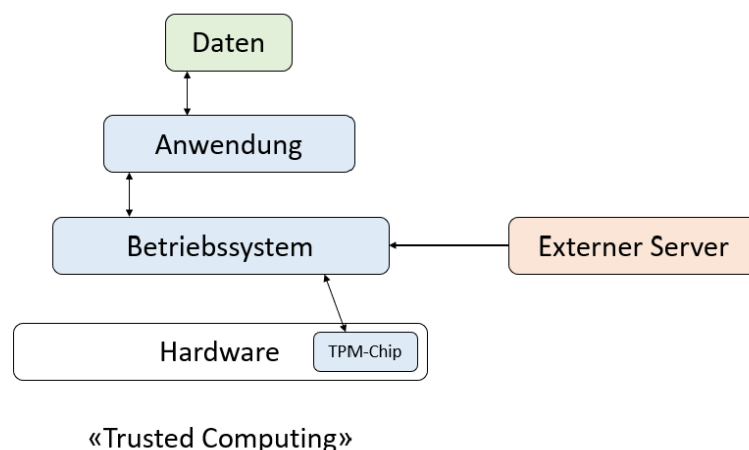 Daten
Anwendung
Betriebssystem
Externer Server
Hardware
TPM-Chip
«Trusted Computing»